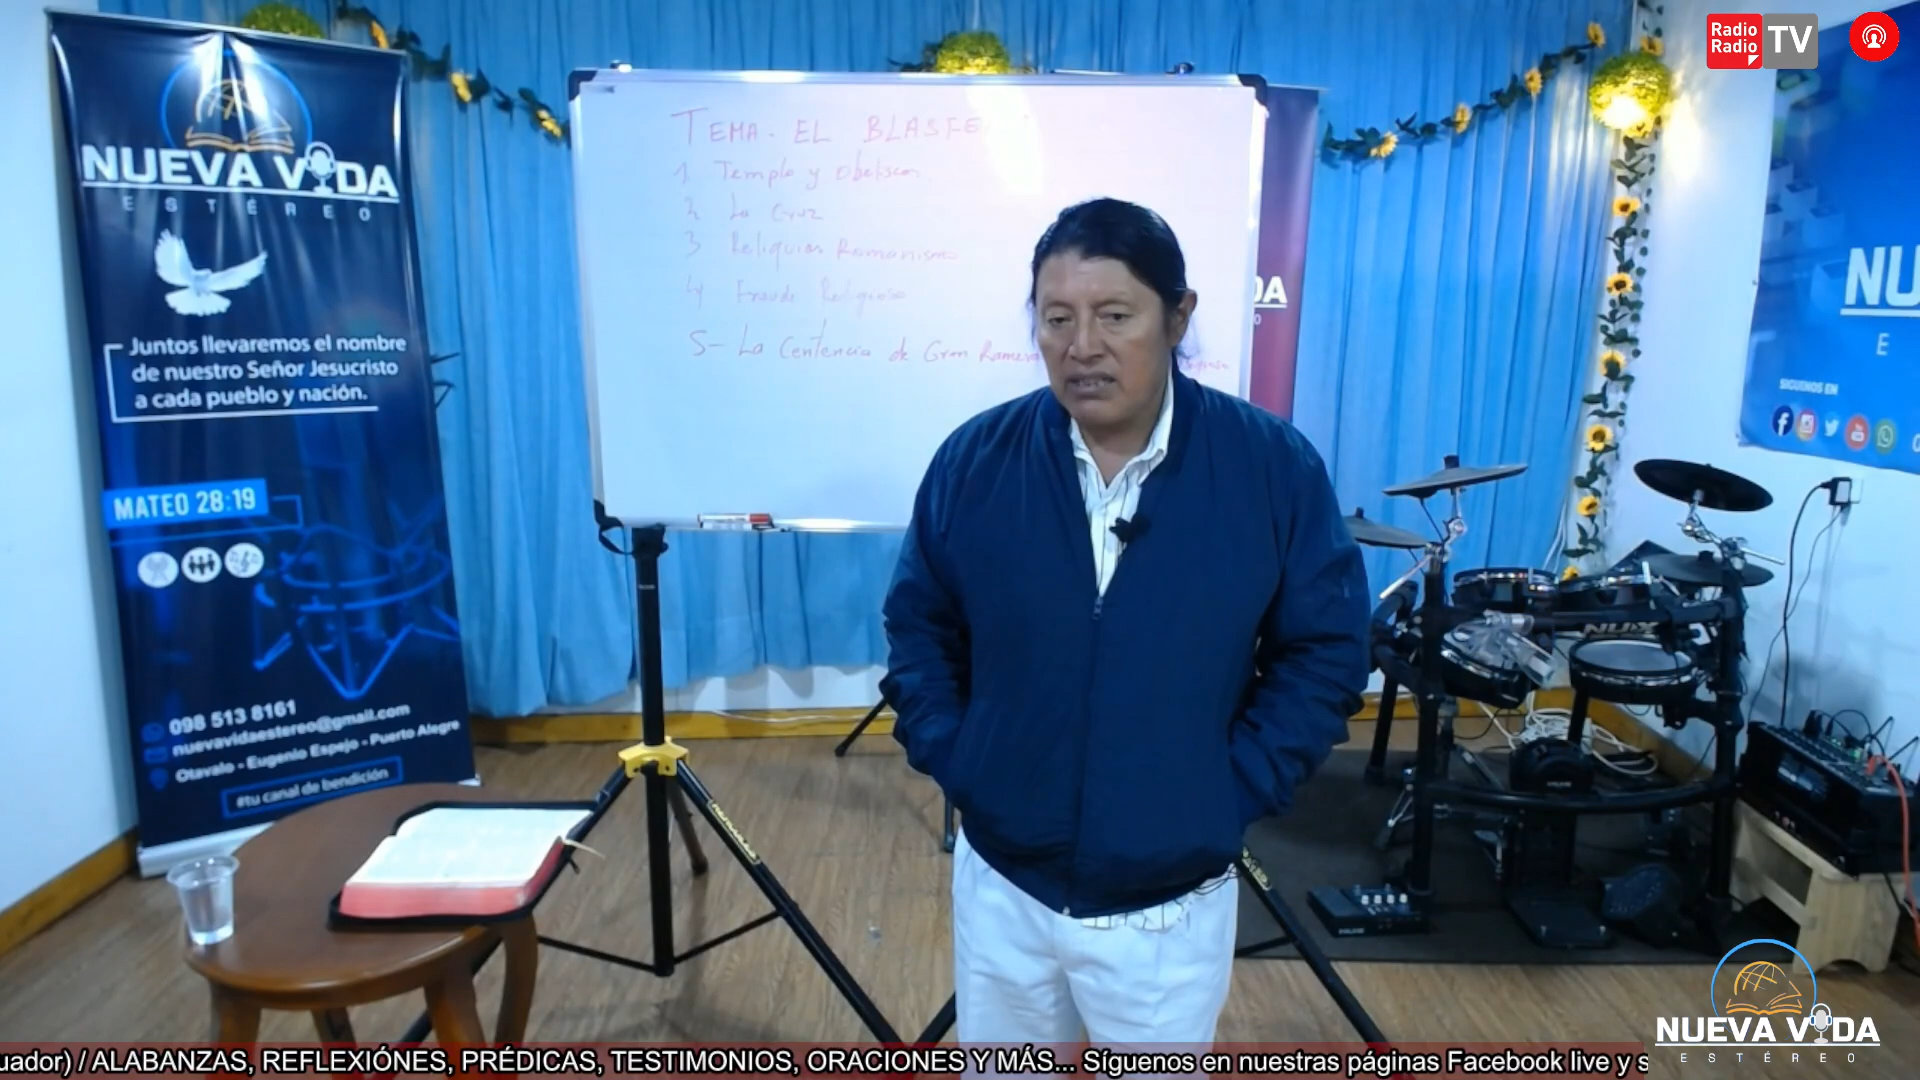 Radio
Radio
TV
NUEVA VIDA
ESTÉREO
Juntos llevaremos el nombre
de nuestro Señor Jesucristo
a cada pueblo y nación.
MATEO 28:19
098 513 8161
nuevavidaestereo@gmail.com
Otavalo - Eugenio Espejo - Puerto Alegre
#tu canal de bendición
TEMA - EL BLASFE
1 Templo y Obelisco
2 La Cruz
3 Reliquias Romanismo
4 Fraude Religioso
5- La Centencia de Gran Ramera
DA
O
NU
E
SIGUENOS EN
NUX
NUEVA VIDA
ESTÉREO
uador) / ALABANZAS, REFLEXIÓNES, PRÉDICAS, TESTIMONIOS, ORACIONES Y MÁS... Síguenos en nuestras páginas Facebook live y s